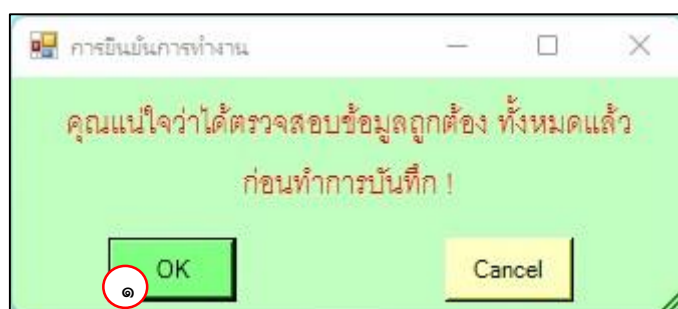 การยืนยันการทำงาน
คุณแน่ใจว่าได้ตรวจสอบข้อมูลถูกต้อง ทั้งหมดแล้ว
ก่อนทำการบันทึก !
OK
Cancel
๑